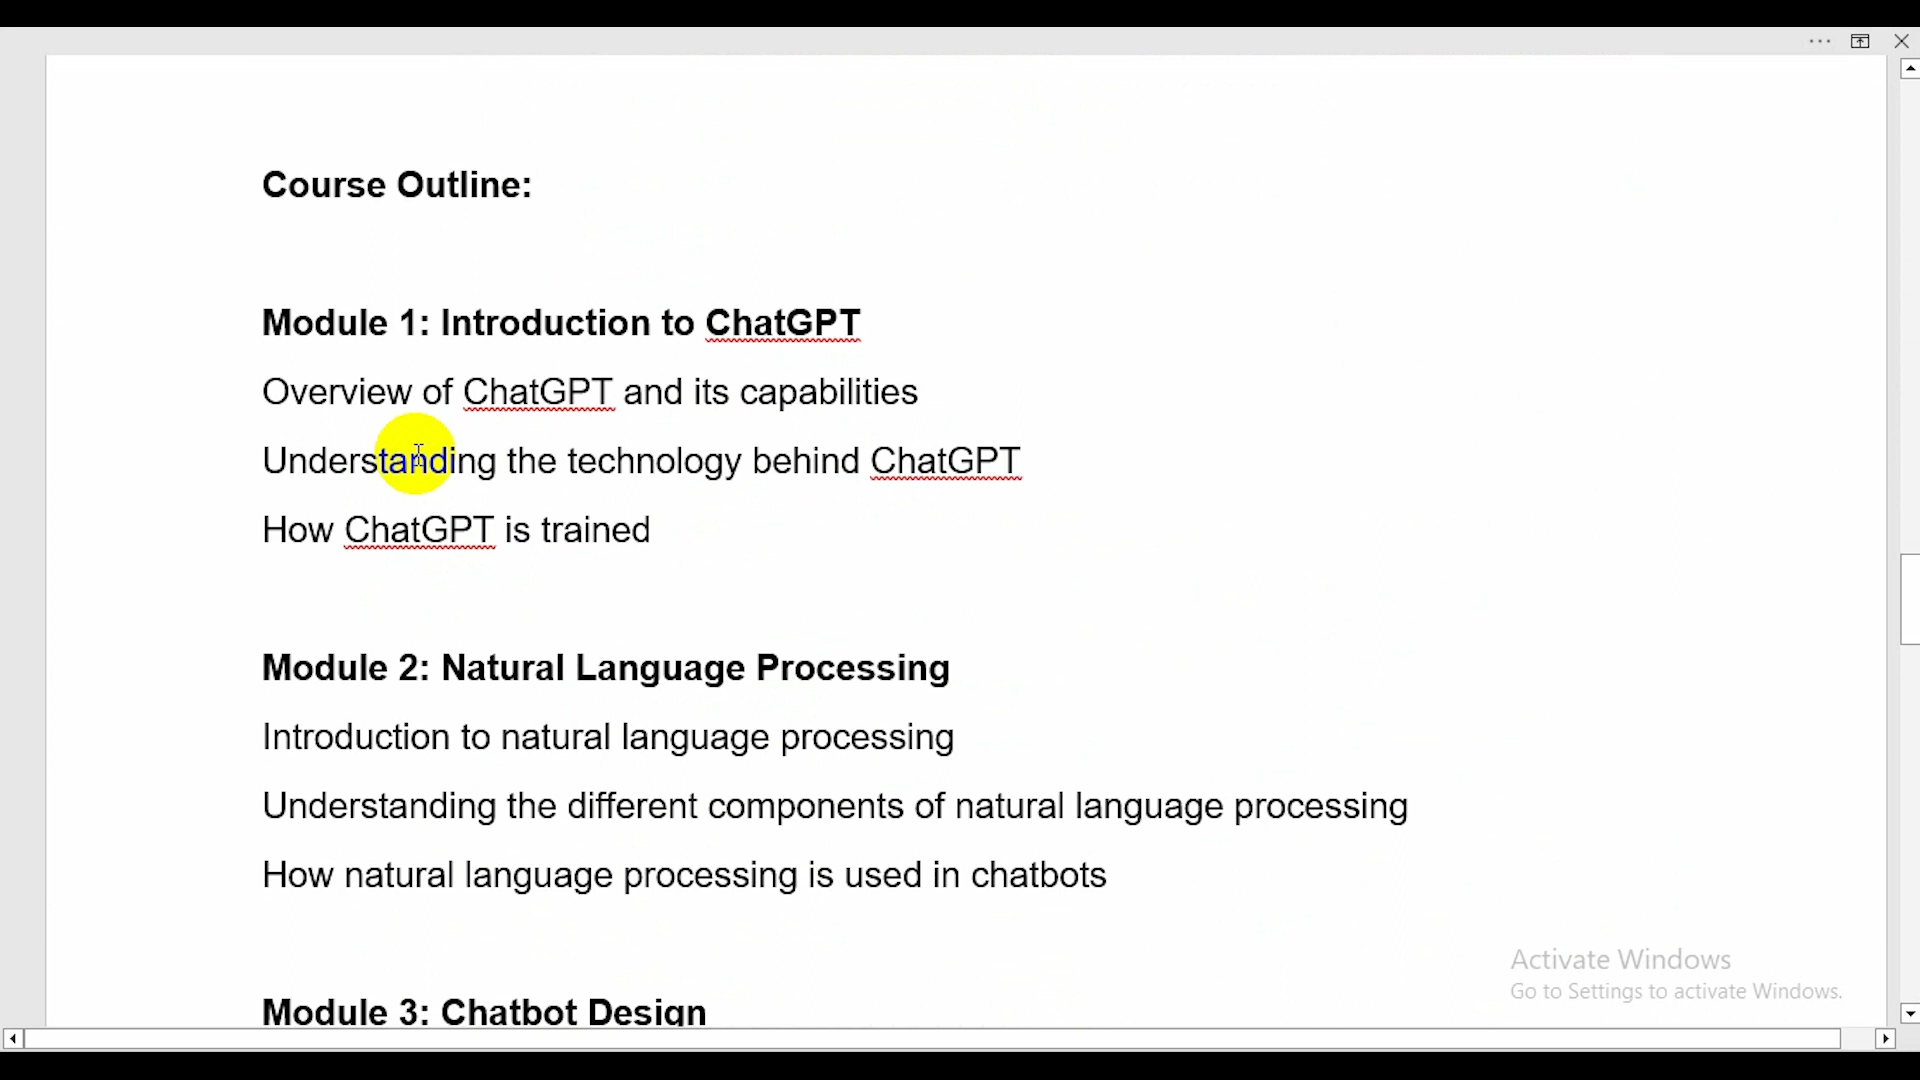 Course Outline:
Module 1: Introduction to ChatGPT
Overview of ChatGPT and its capabilities
Understanding the technology behind ChatGPT
How ChatGPT is trained
Module 2: Natural Language Processing
Introduction to natural language processing
Understanding the different components of natural language processing
How natural language processing is used in chatbots
Module 3: Chatbot Design
Activate Windows
Go to Settings to activate Windows.